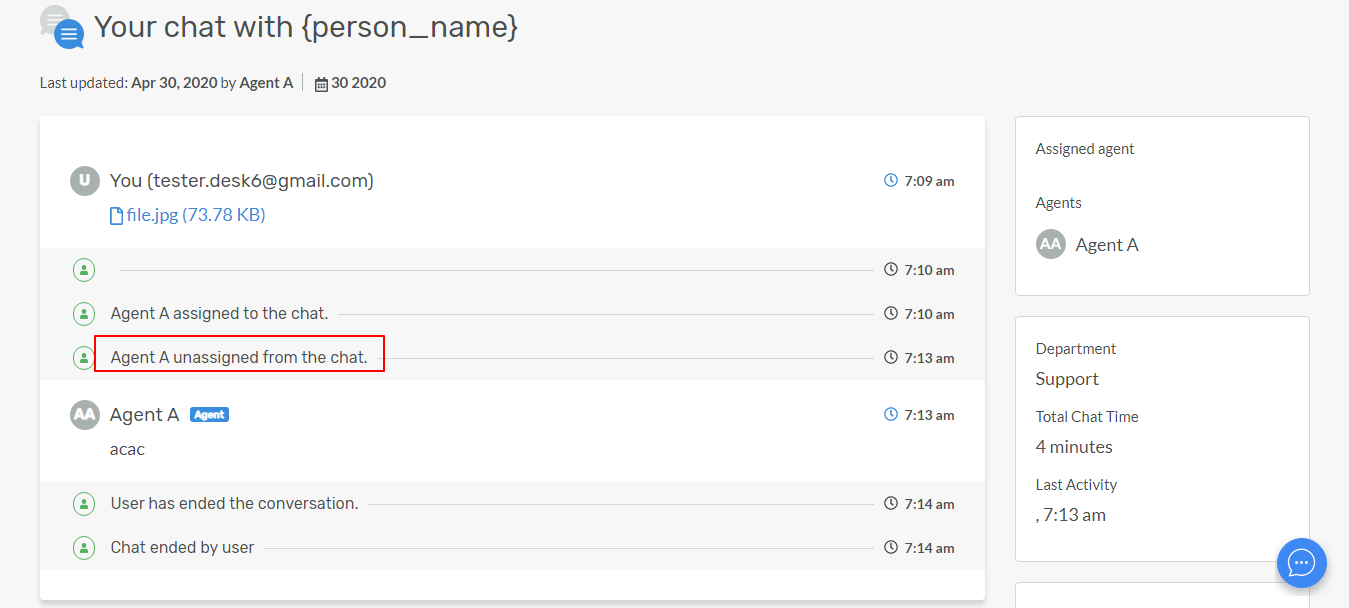 Your chat with {person_name}
Last updated: Apr 30, 2020 by Agent A 30 2020
U You (tester.desk6@gmail.com) 7:09 am
file.jpg (73.78 KB)
7:10 am
Agent A assigned to the chat. 7:10 am
Agent A unassigned from the chat. 7:13 am
AA Agent A Agent 7:13 am
acac
User has ended the conversation. 7:14 am
Chat ended by user 7:14 am
Assigned agent
Agents
AA Agent A
Department
Support
Total Chat Time
4 minutes
Last Activity
, 7:13 am